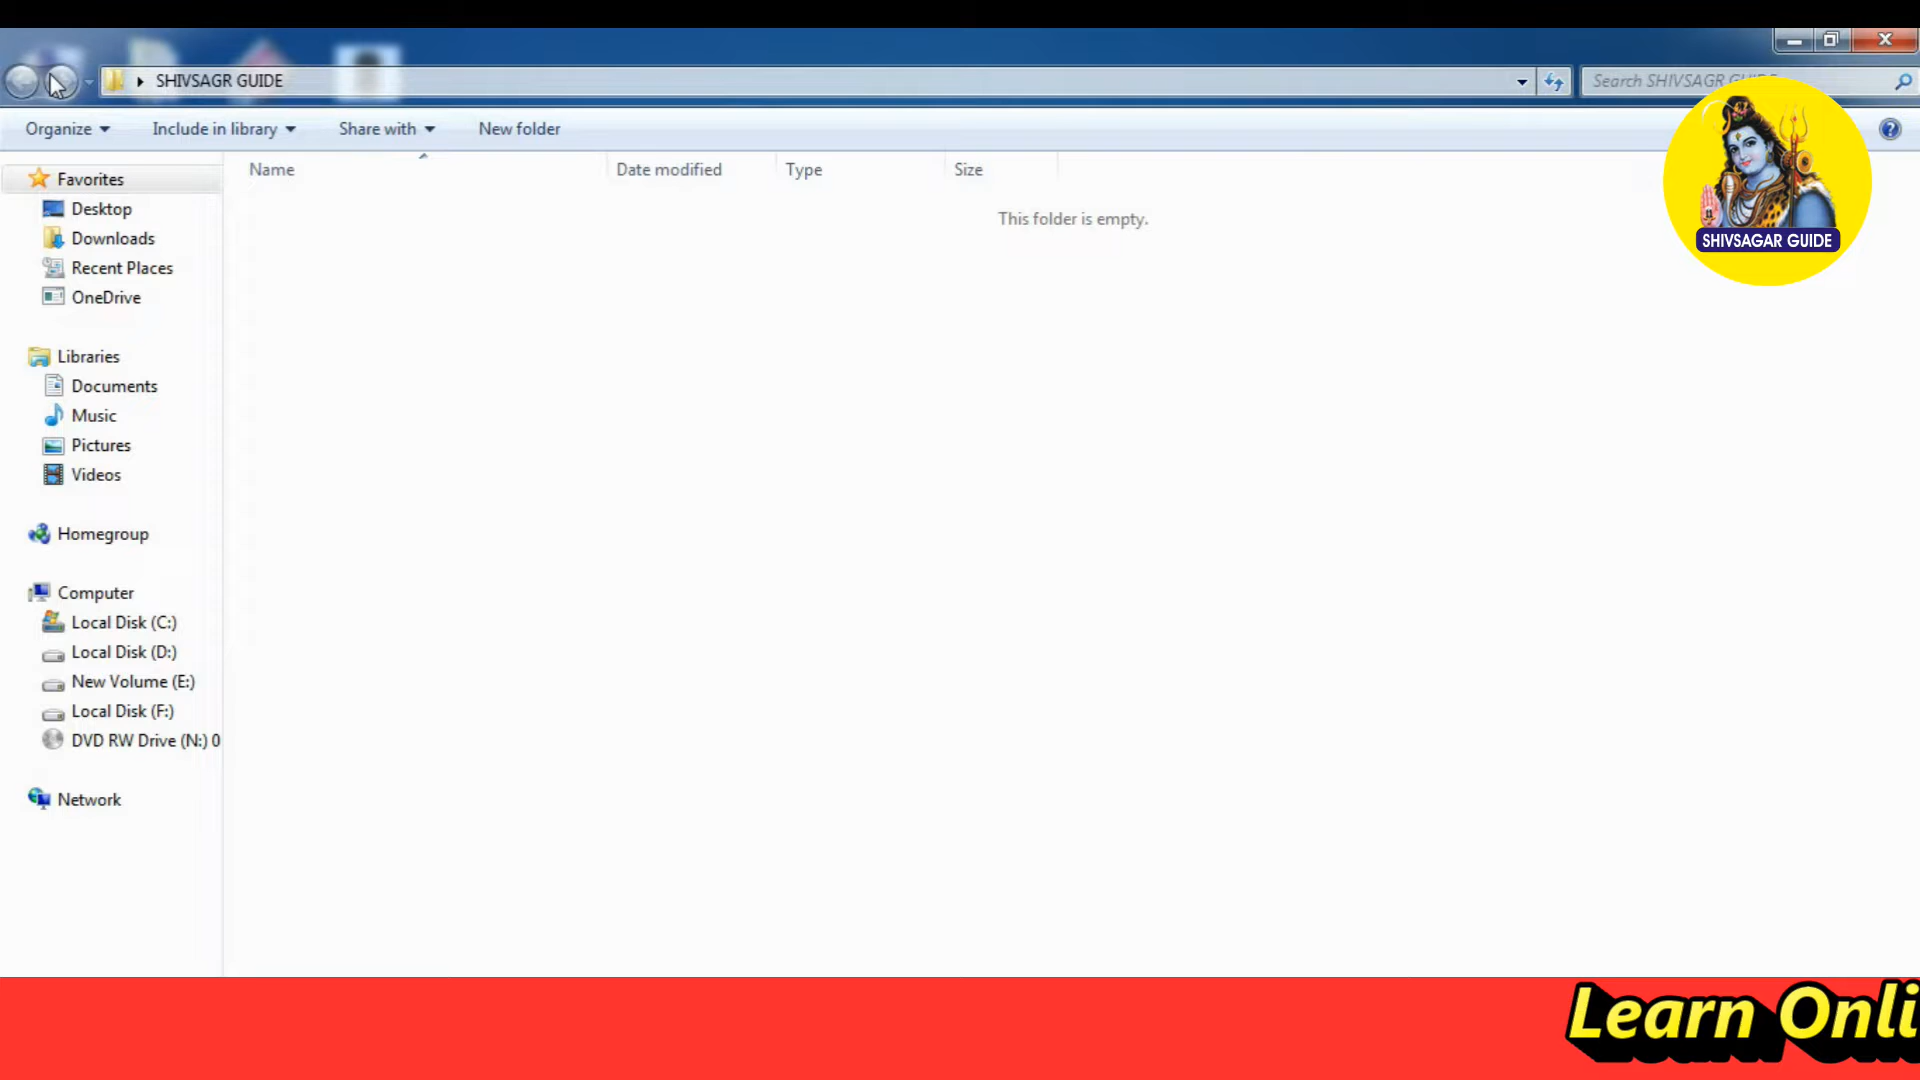 SHIVSAGR GUIDE
Search SHIVSAGR GUIDE
Organize
Include in library
Share with
New folder
Name
Date modified
Type
Size
This folder is empty.
SHIVSAGAR GUIDE
Favorites
Desktop
Downloads
Recent Places
OneDrive
Libraries
Documents
Music
Pictures
Videos
Homegroup
Computer
Local Disk (C:)
Local Disk (D:)
New Volume (E:)
Local Disk (F:)
DVD RW Drive (N:) 0
Network
Learn Onli